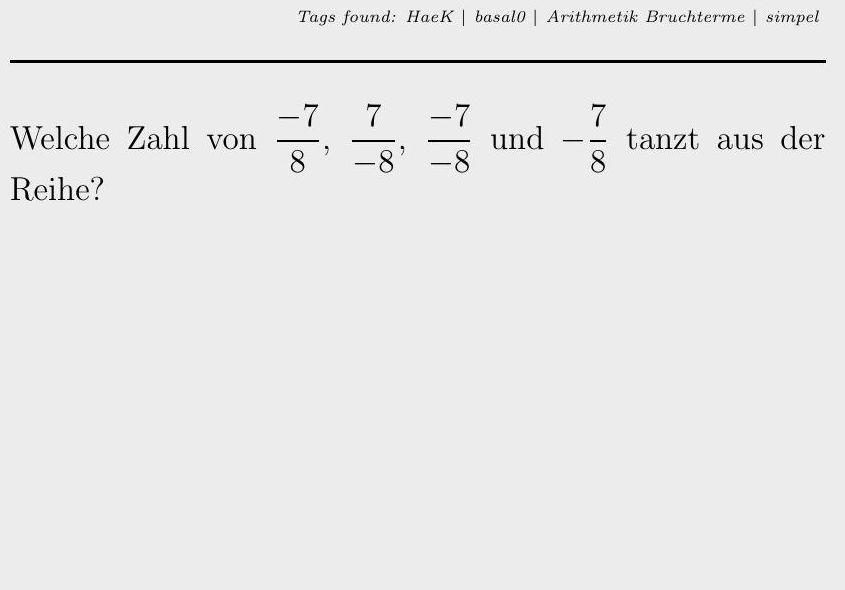 Tags found: HaeK | basal0 | Arithmetik Bruchterme | simpel
Welche Zahl von \frac{-7}{8}, \frac{7}{-8}, \frac{-7}{-8} und -\frac{7}{8} tanzt aus der
Reihe?